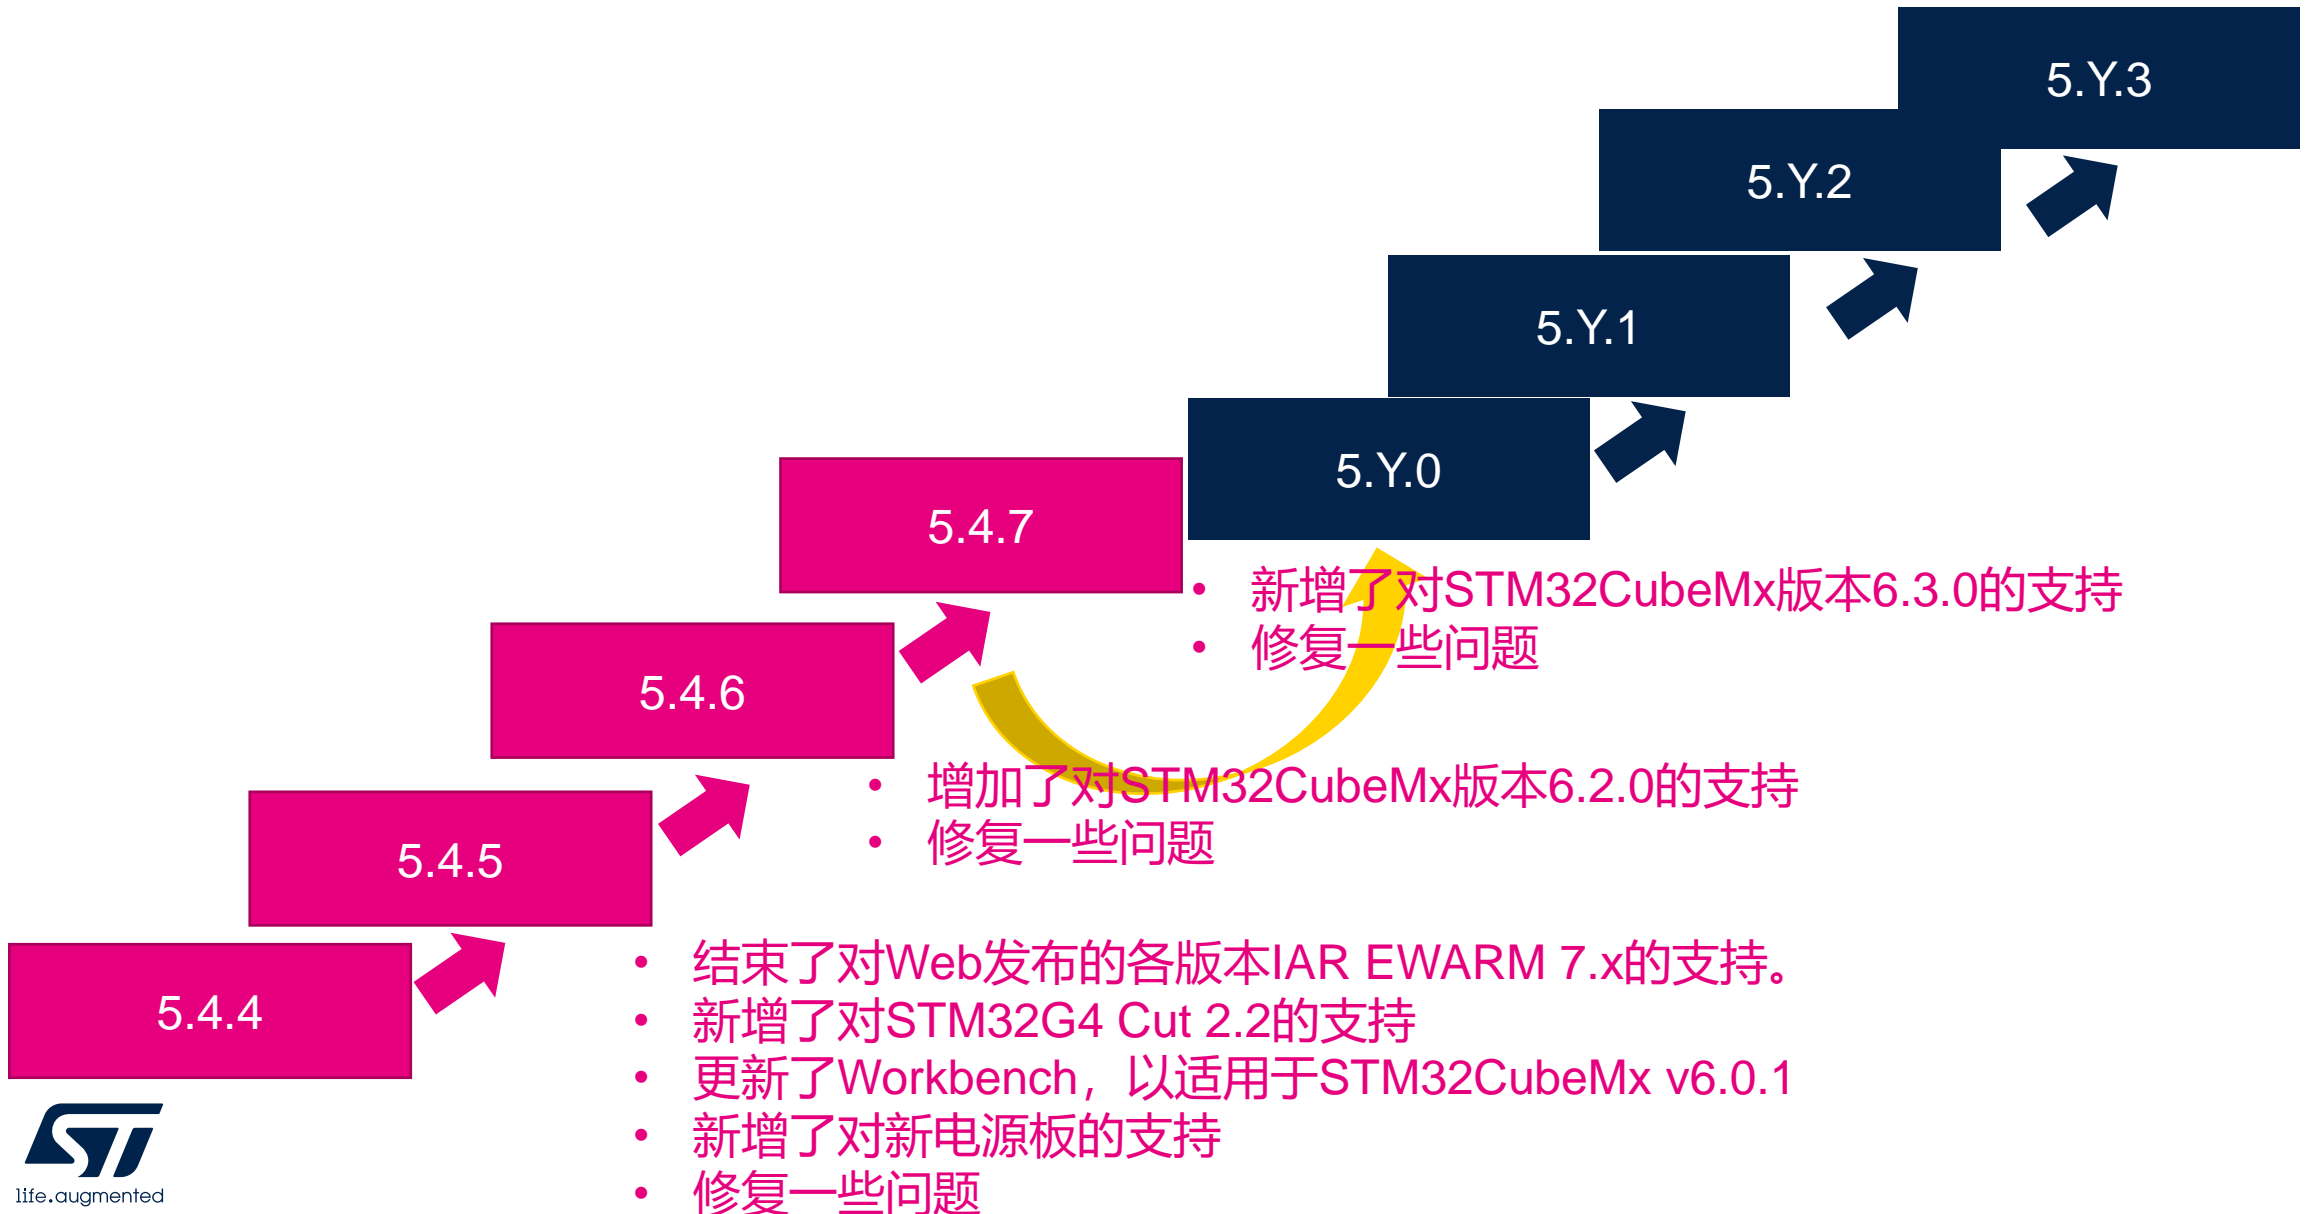 5.Y.3
5.Y.2
5.Y.1
5.Y.0
5.4.7
• 新增了对STM32CubeMx版本6.3.0的支持
• 修复一些问题
5.4.6
• 增加了对STM32CubeMx版本6.2.0的支持
• 修复一些问题
5.4.5
• 结束了对Web发布的各版本IAR EWARM 7.x的支持。
• 新增了对STM32G4 Cut 2.2的支持
• 更新了Workbench，以适用于STM32CubeMx v6.0.1
• 新增了对新电源板的支持
• 修复一些问题
5.4.4
ST
life.augmented